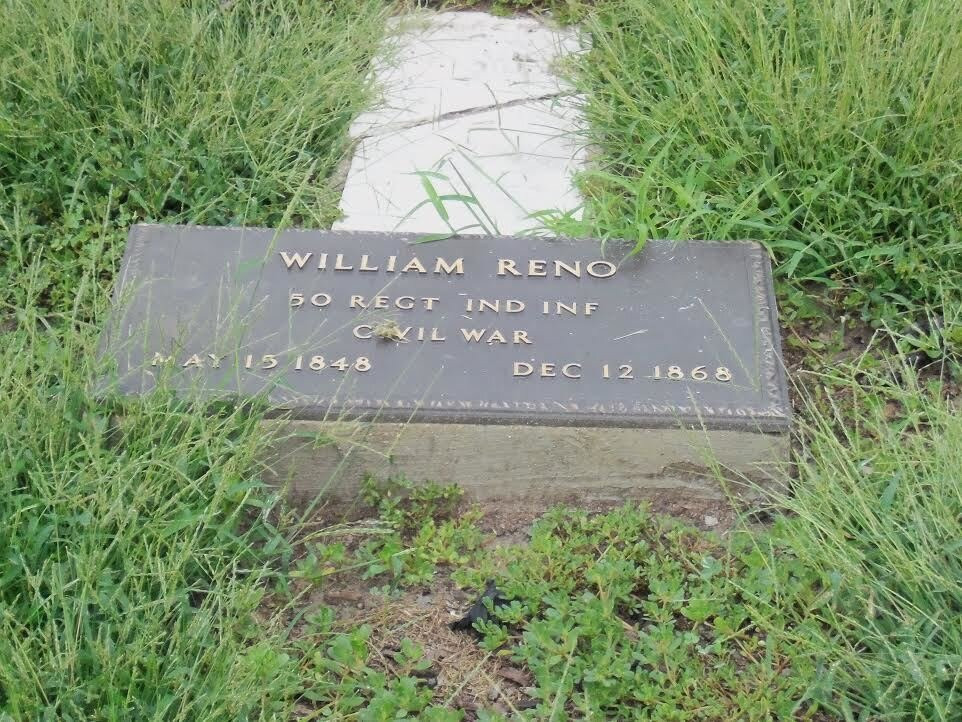 WILLIAM RENO
50 REGT IND INF
CIVIL WAR
MAY 15 1848 DEC 12 1868